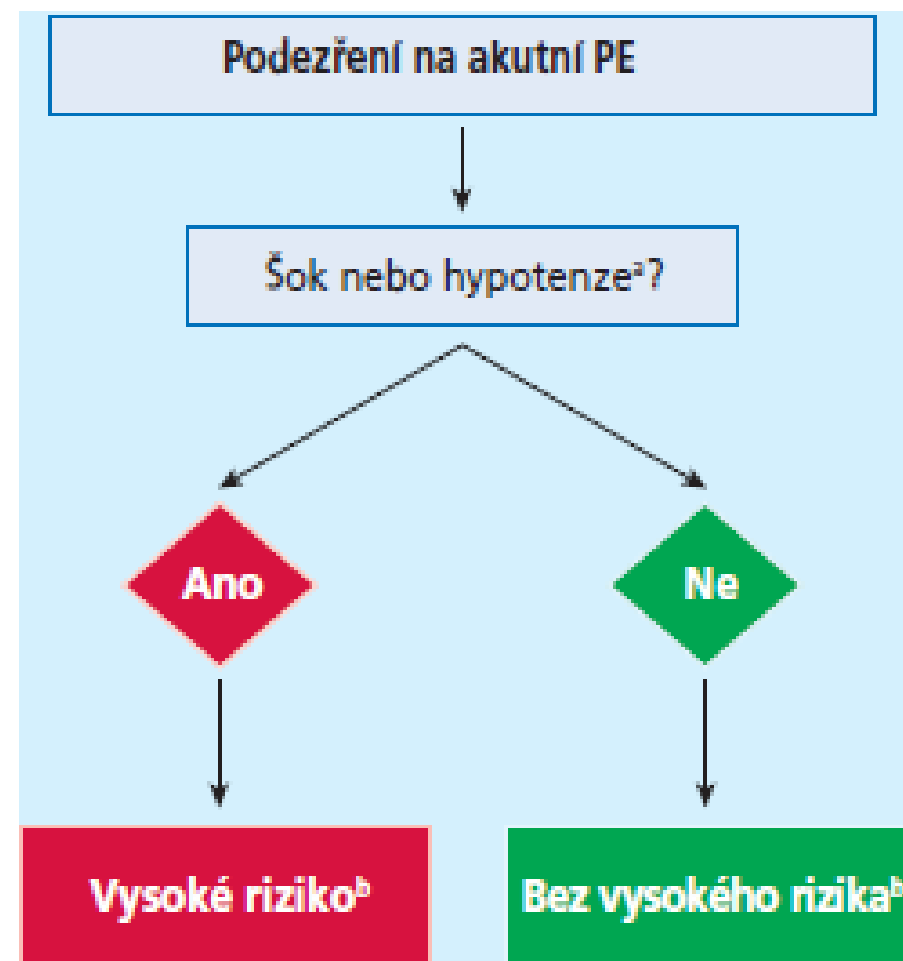 Podezření na akutní PE
Šok nebo hypotenzeᵃ?
Ano
Ne
Vysoké rizikoᵇ
Bez vysokého rizikaᵇ